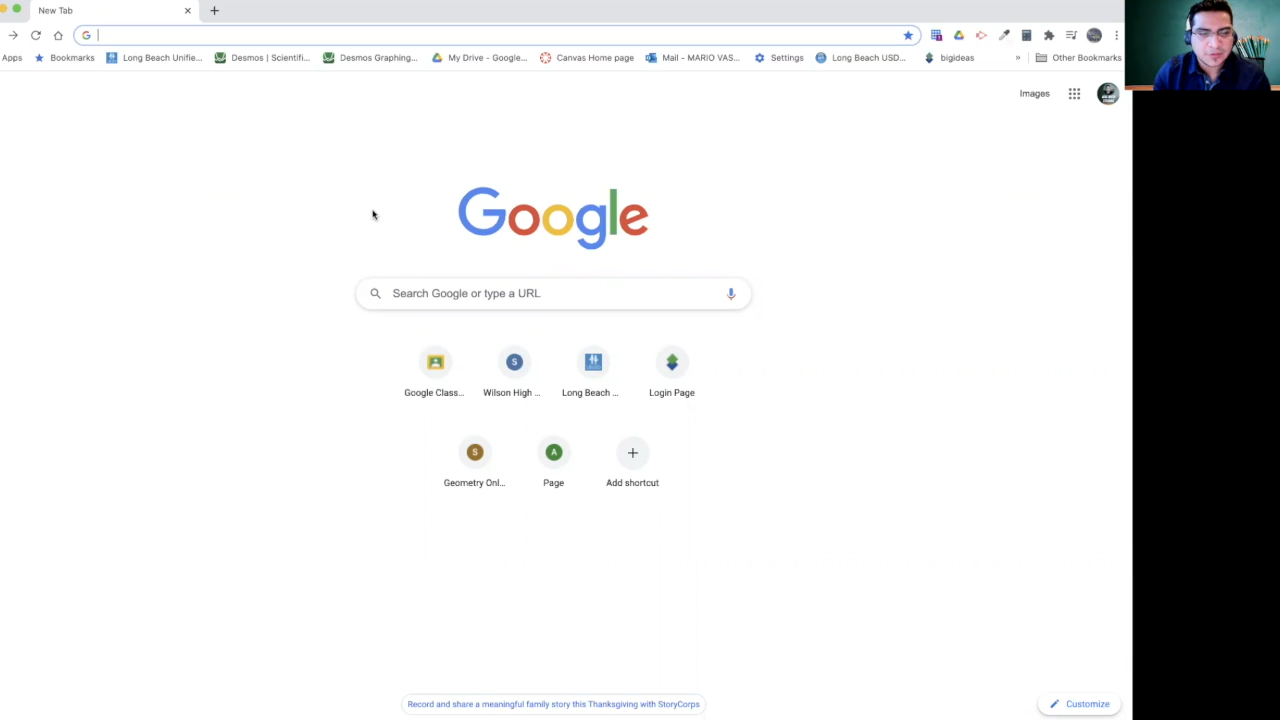 New Tab
Apps Bookmarks Long Beach Unifie... Desmos | Scientifi... Desmos Graphing... My Drive - Google... Canvas Home page Mail - MARIO VAS... Settings Long Beach USD... bigideas » Other Bookmarks
Images
Google
Search Google or type a URL
Google Class... Wilson High ... Long Beach ... Login Page
Geometry Onl... Page Add shortcut
Record and share a meaningful family story this Thanksgiving with StoryCorps
Customize